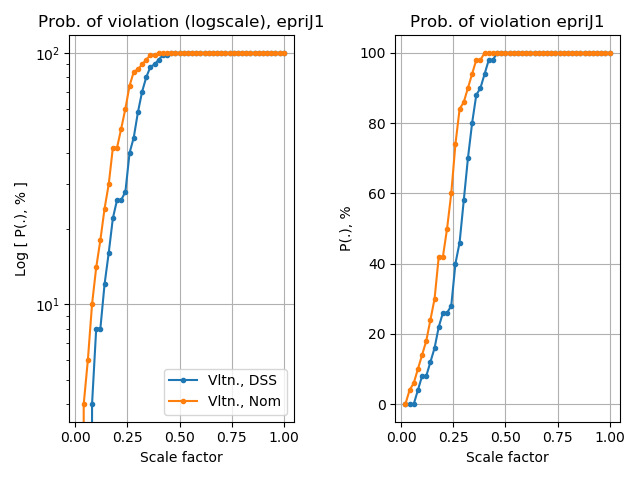 Prob. of violation (logscale), epriJ1
Log [ P(.), % ]
10²
10¹
0.00 0.25 0.50 0.75 1.00
Scale factor
Vltn., DSS
Vltn., Nom
Prob. of violation epriJ1
P(.), %
100
80
60
40
20
0
0.00 0.25 0.50 0.75 1.00
Scale factor